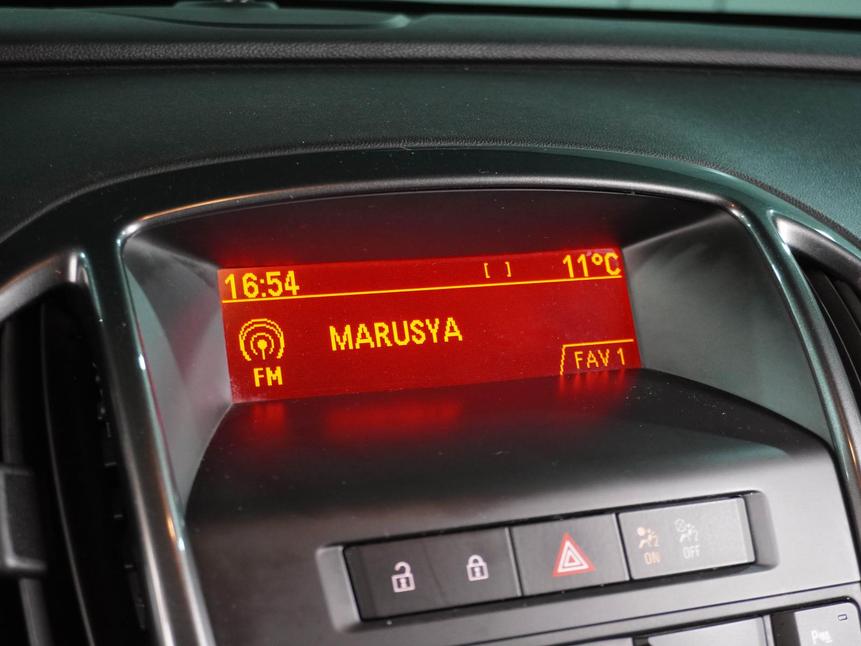 16:54 [ ] 11°C
MARUSYA
FM
FAV 1
ON OFF
P